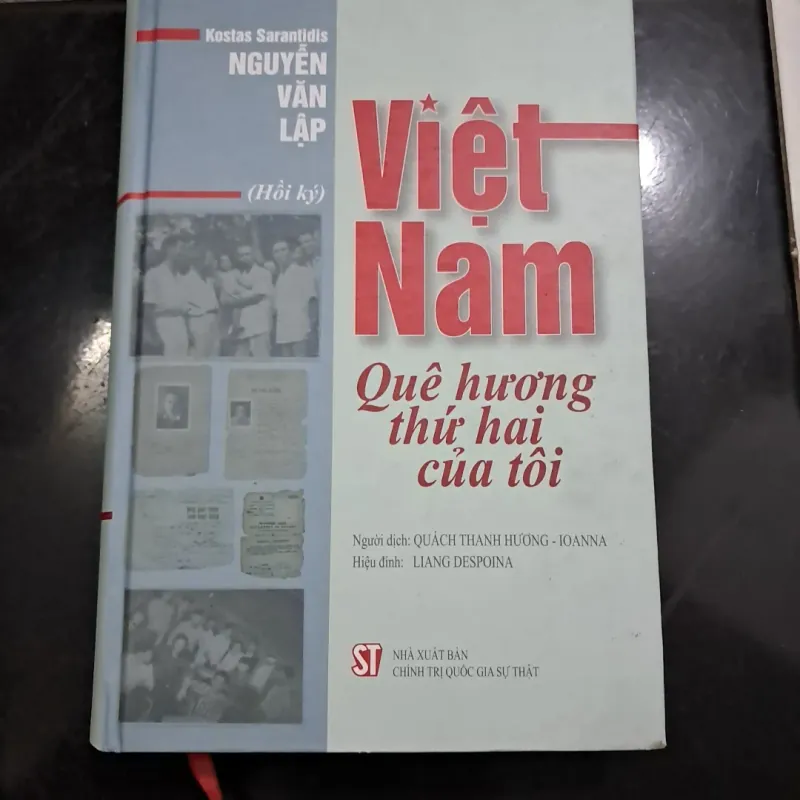 Kostas Sarantidis
NGUYỄN
VĂN
LẬP
(Hồi ký)
Việt
Nam
Quê hương
thứ hai
của tôi
Người dịch: QUÁCH THANH HƯƠNG - IOANNA
Hiệu đính: LIANG DESPOINA
ST
NHÀ XUẤT BẢN
CHÍNH TRỊ QUỐC GIA SỰ THẬT